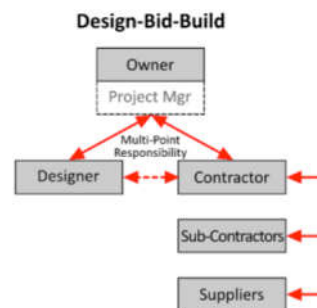 Design-Bid-Build
Owner
Project Mgr
Multi-Point
Responsibility
Designer
Contractor
Sub-Contractors
Suppliers